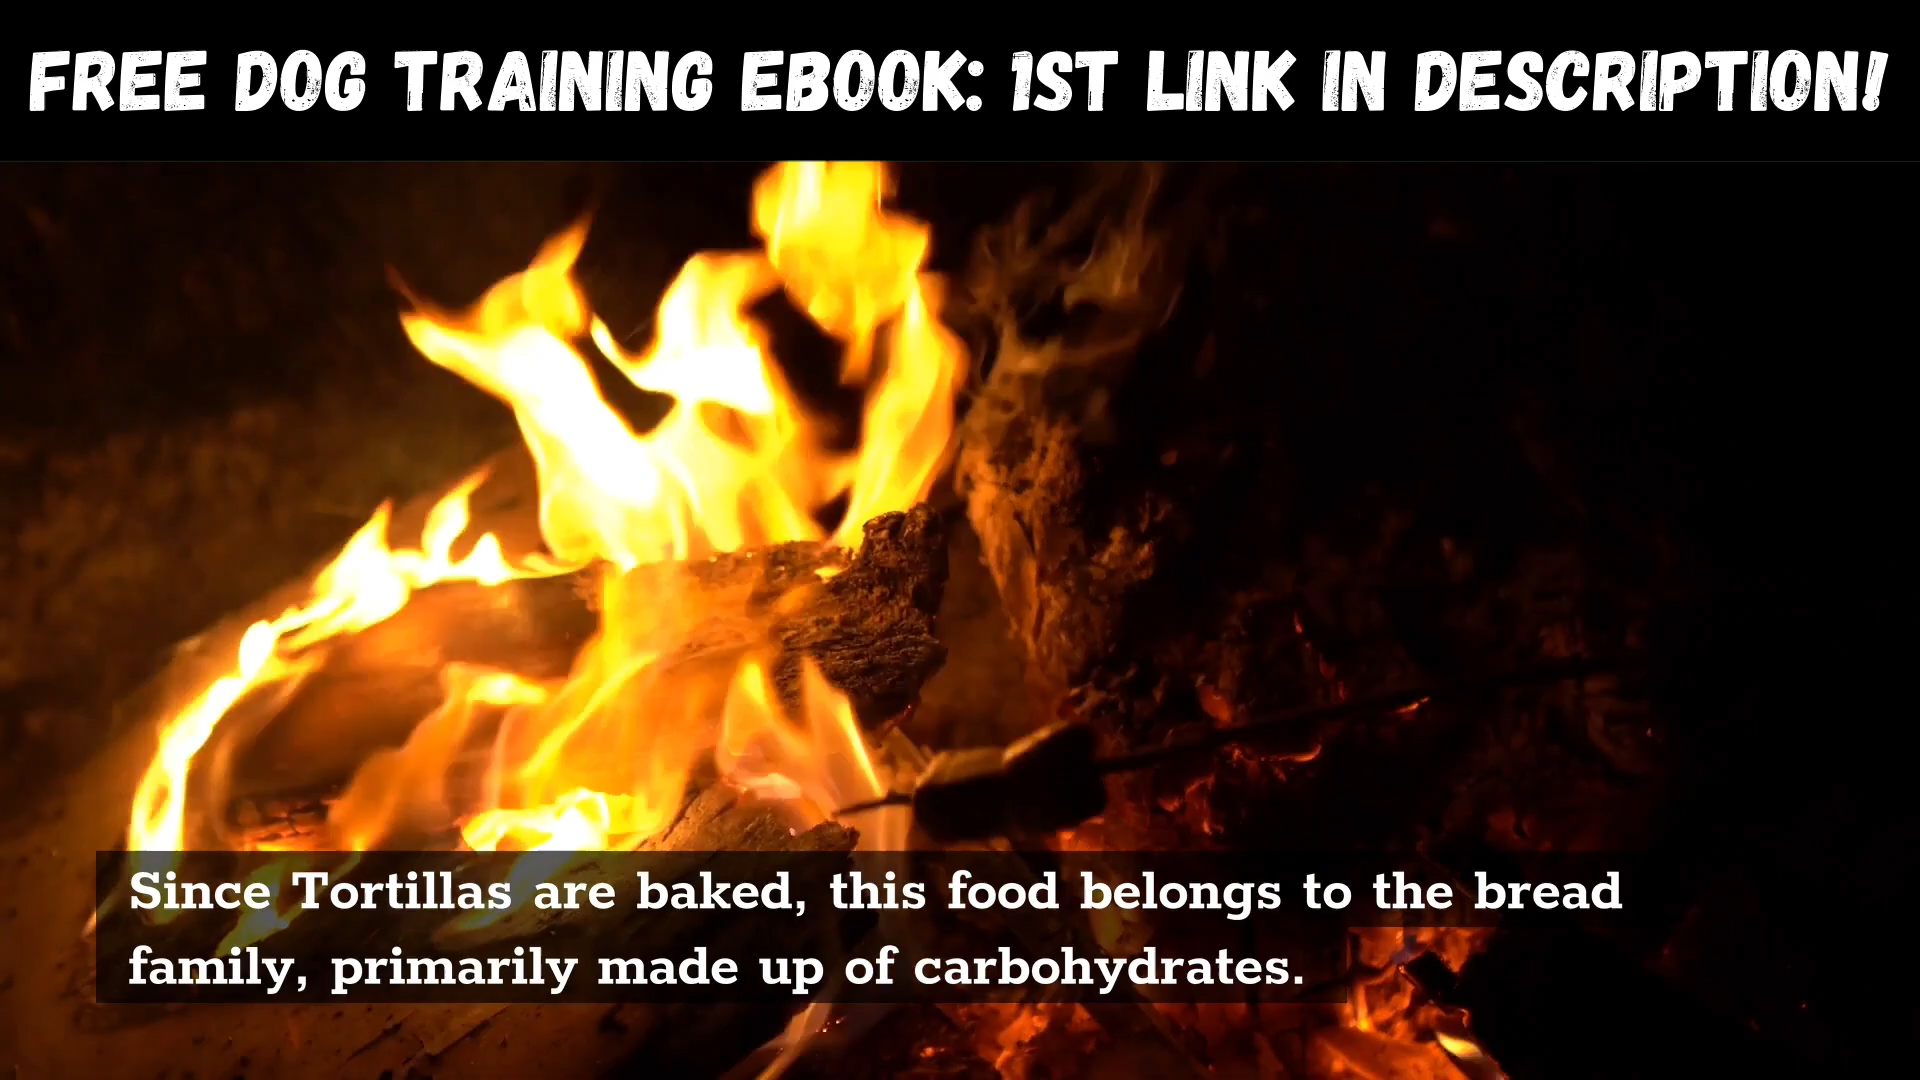 FREE DOG TRAINING EBOOK: 1ST LINK IN DESCRIPTION!
Since Tortillas are baked, this food belongs to the bread
family, primarily made up of carbohydrates.